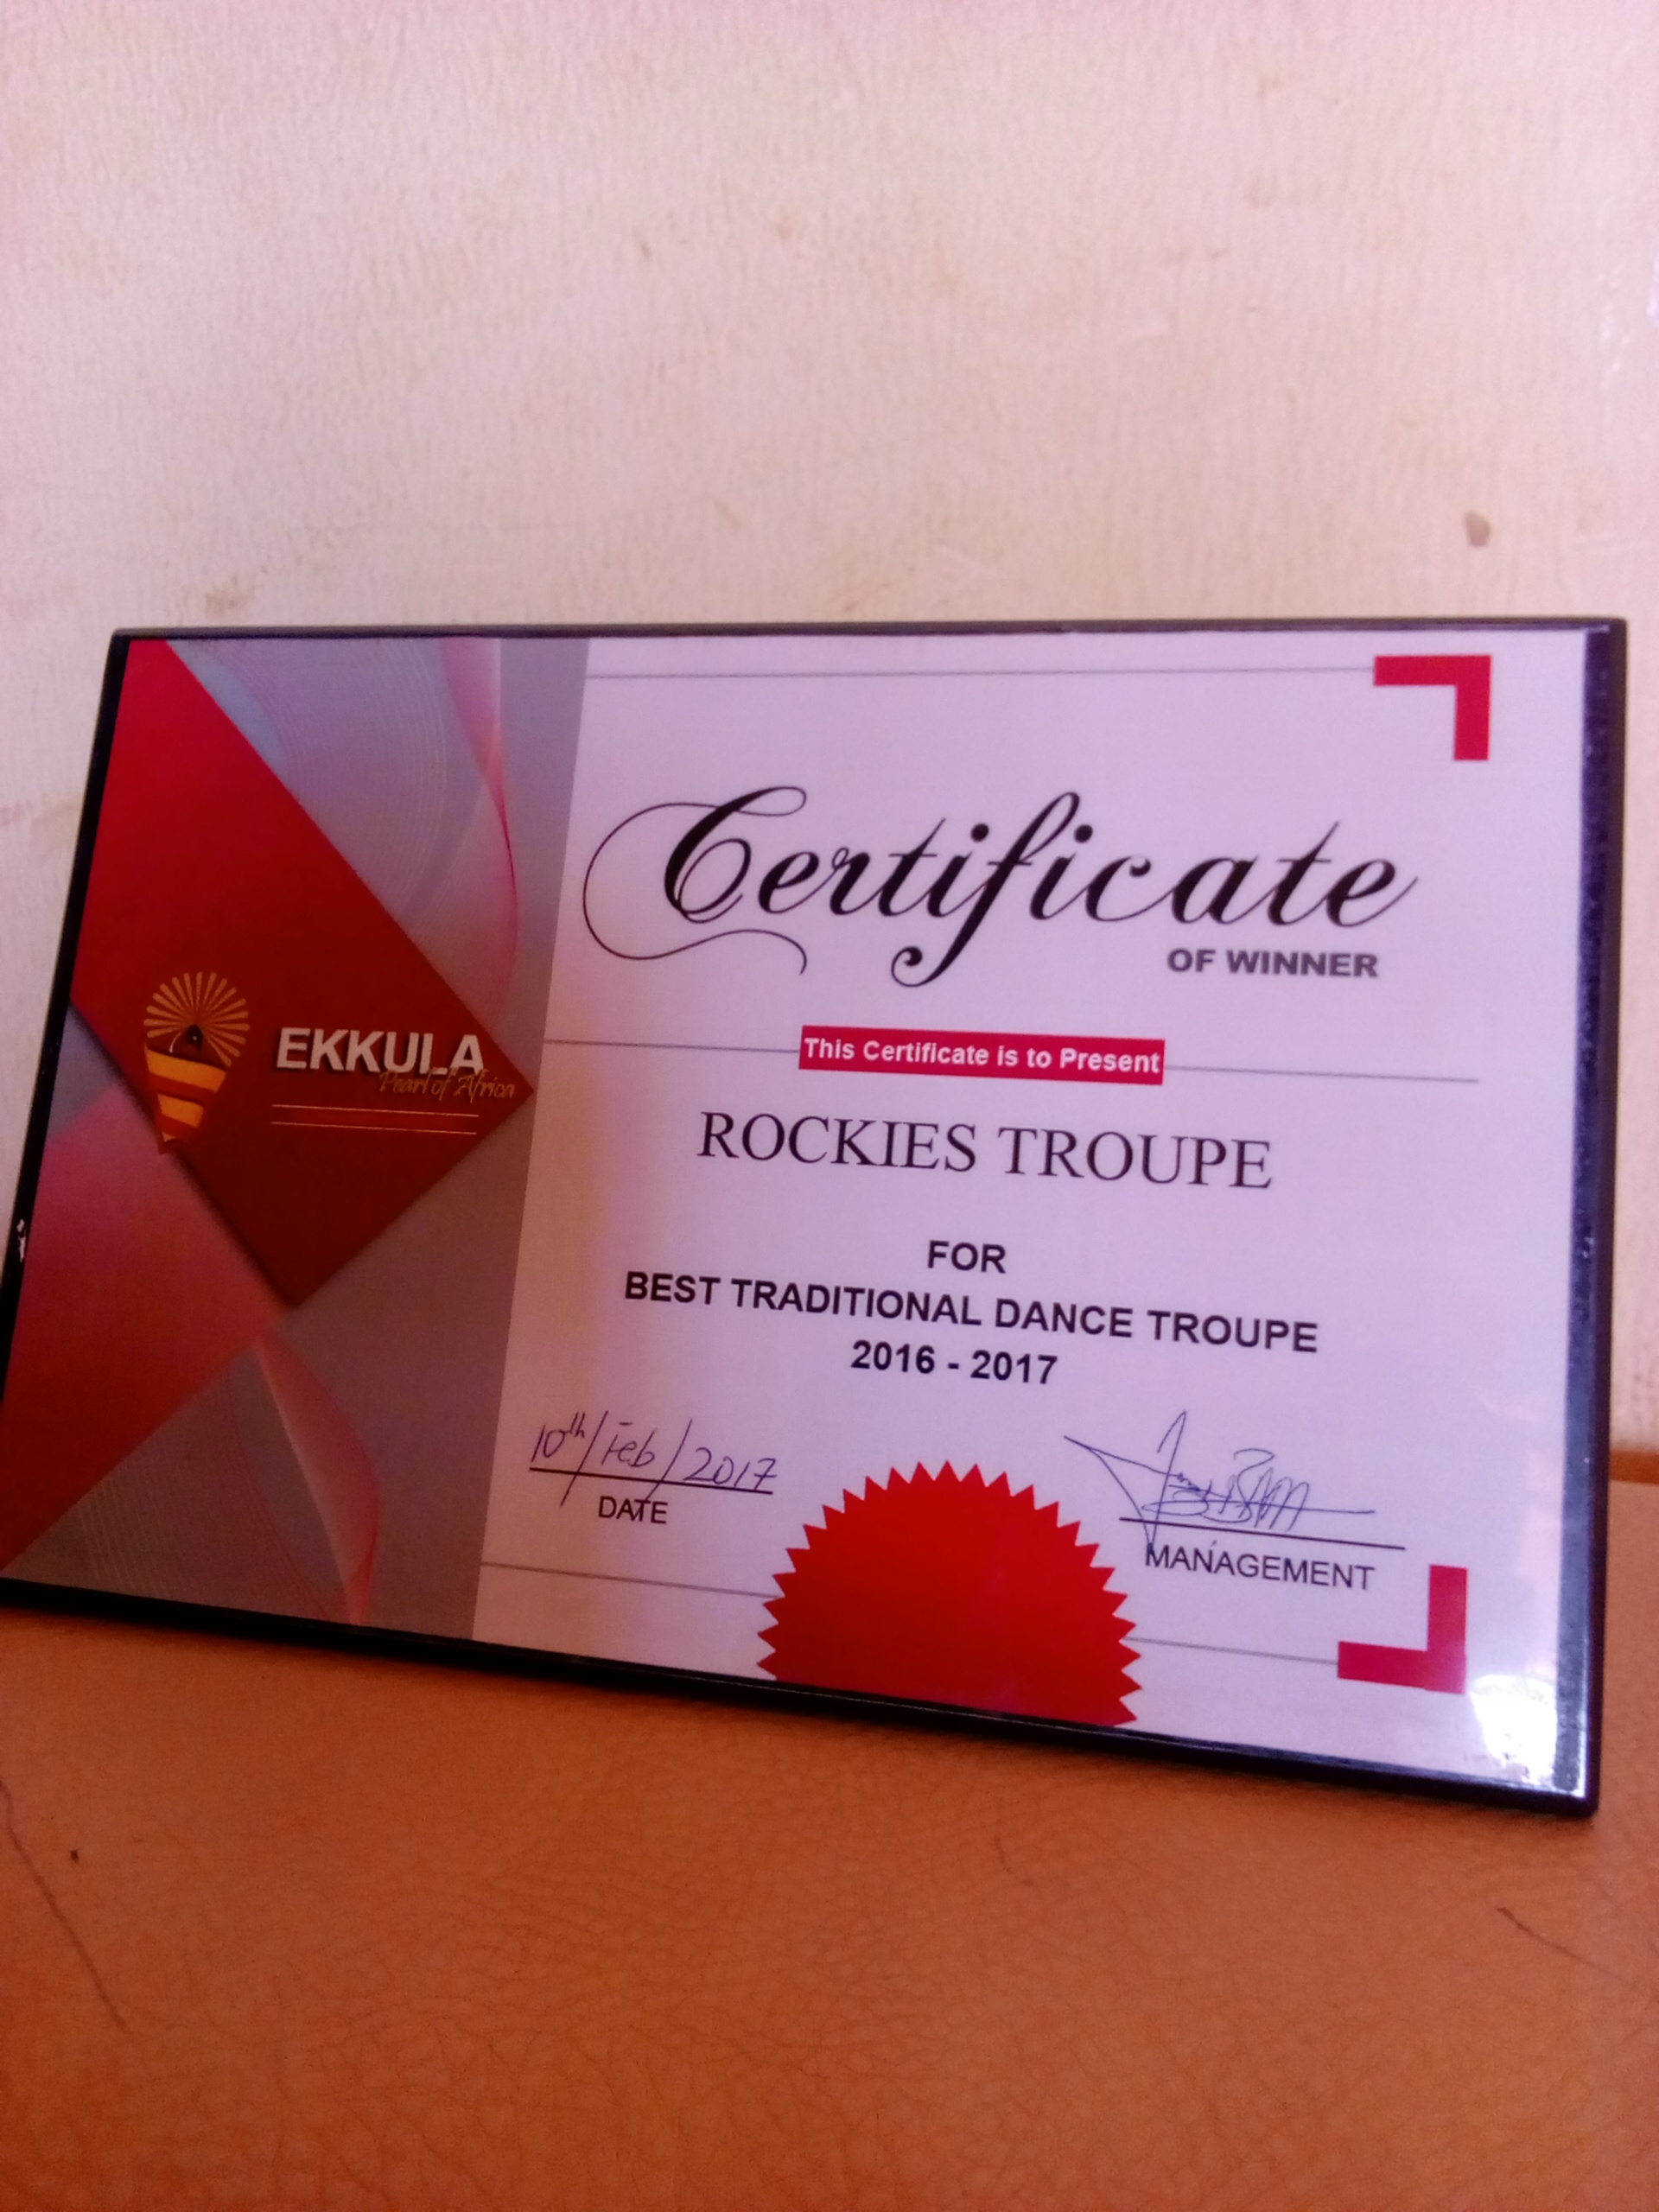 EKKULA
Pearl of Africa
Certificate
OF WINNER
This Certificate is to Present
ROCKIES TROUPE
FOR
BEST TRADITIONAL DANCE TROUPE
2016 - 2017
10th/Feb/2017
DATE
MANAGEMENT